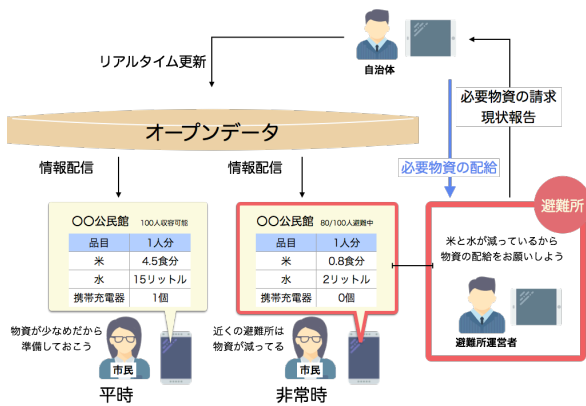 自治体
リアルタイム更新
必要物資の請求
現状報告
オープンデータ
情報配信
情報配信
必要物資の配給
〇〇公民館 100人収容可能
品目 1人分
米 4.5食分
水 15リットル
携帯充電器 1個
〇〇公民館 80/100人避難中
品目 1人分
米 0.8食分
水 2リットル
携帯充電器 0個
避難所
米と水が減っているから
物資の配給をお願いしよう
避難所運営者
物資が少なめだから
準備しておこう
市民
平時
近くの避難所は
物資が減ってる
市民
非常時